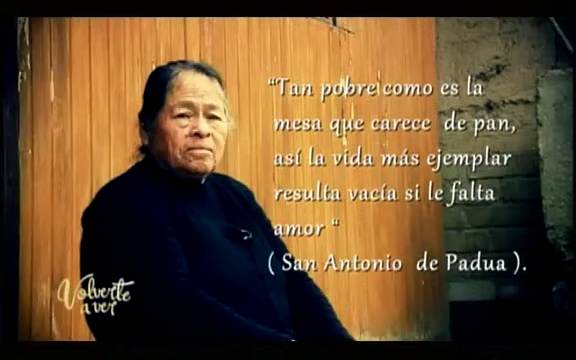 “Tan pobre como es la
mesa que carece de pan,
así la vida más ejemplar
resulta vacía si le falta
amor “
( San Antonio de Padua ).
Volverte
a ver